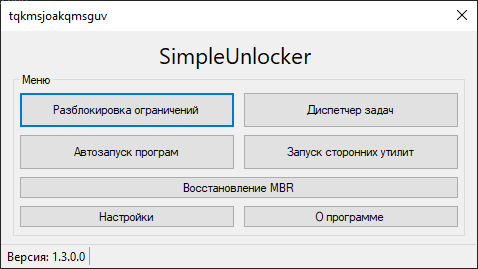 tqkmsjoakqmsguv
SimpleUnlocker
Меню
Разблокировка ограничений
Диспетчер задач
Автозапуск програм
Запуск сторонних утилит
Восстановление MBR
Настройки
О программе
Версия: 1.3.0.0